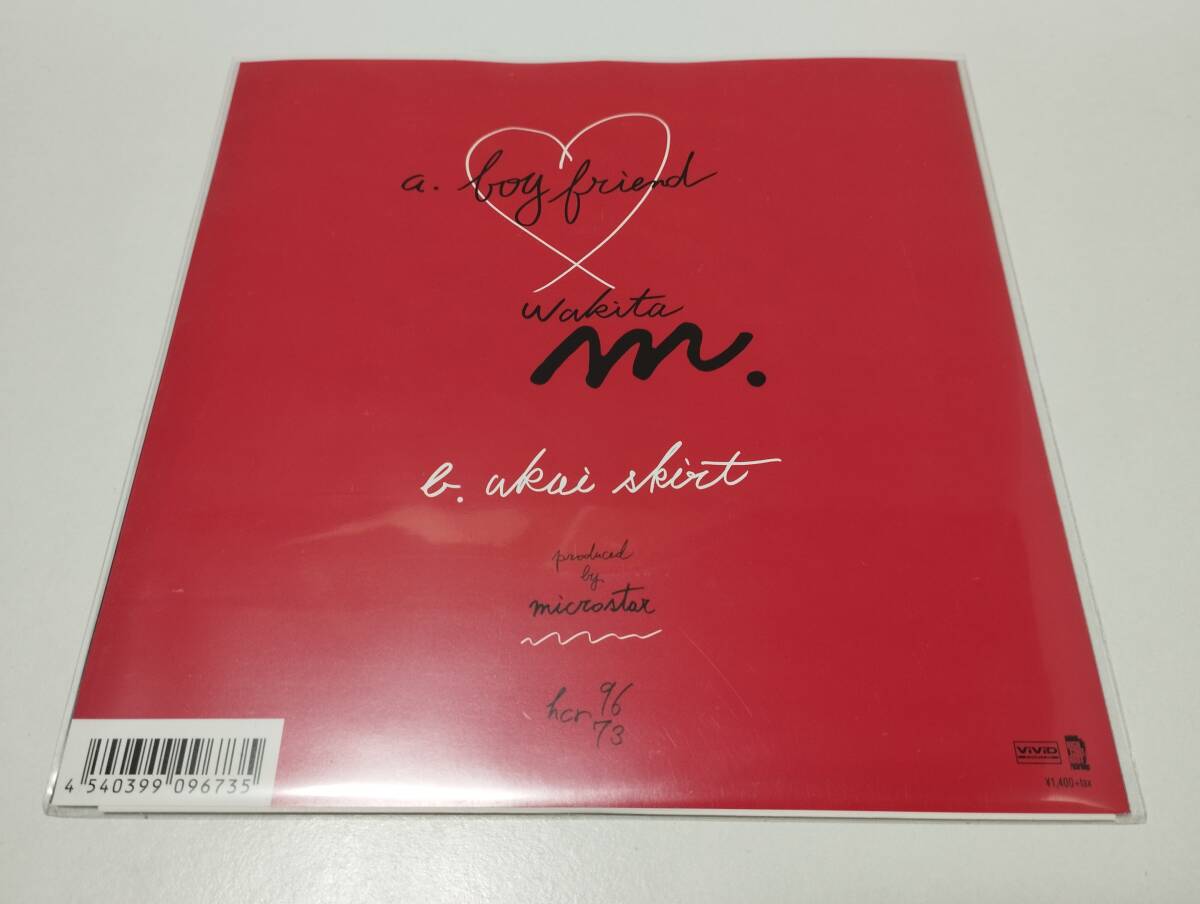 a. boy friend
wakita
m.
b. akai skirt
produced
by
microstar
hcr 96
73
4 540399 096735
ViViD
¥1,400+tax